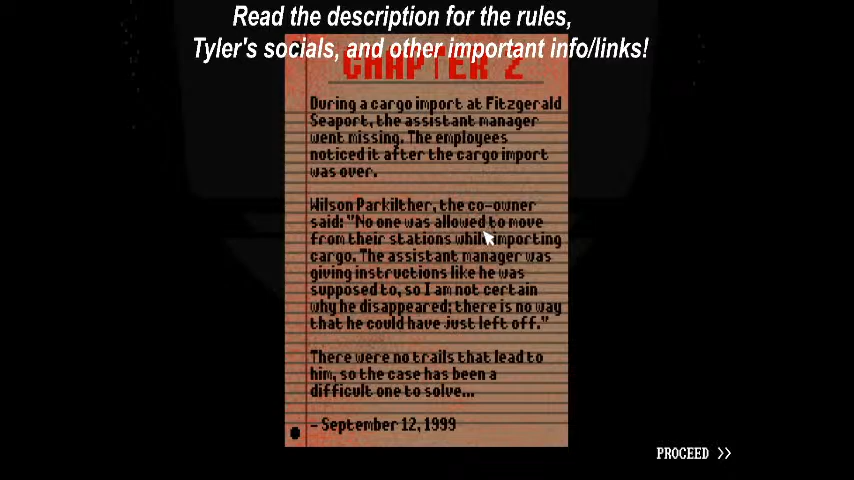 Read the description for the rules,
Tyler's socials, and other important info/links!
CHAPTER 2
During a cargo import at Fitzgerald
Seaport, the assistant manager
went missing. The employees
noticed it after the cargo import
was over.
Wilson Parkilther, the co-owner
said: "No one was allowed to move
from their stations while importing
cargo. The assistant manager was
giving instructions like he was
supposed to, so I am not certain
why he disappeared; there is no way
that he could have just left off."
There were no trails that lead to
him, so the case has been a
difficult one to solve...
- September 12, 1999
PROCEED >>